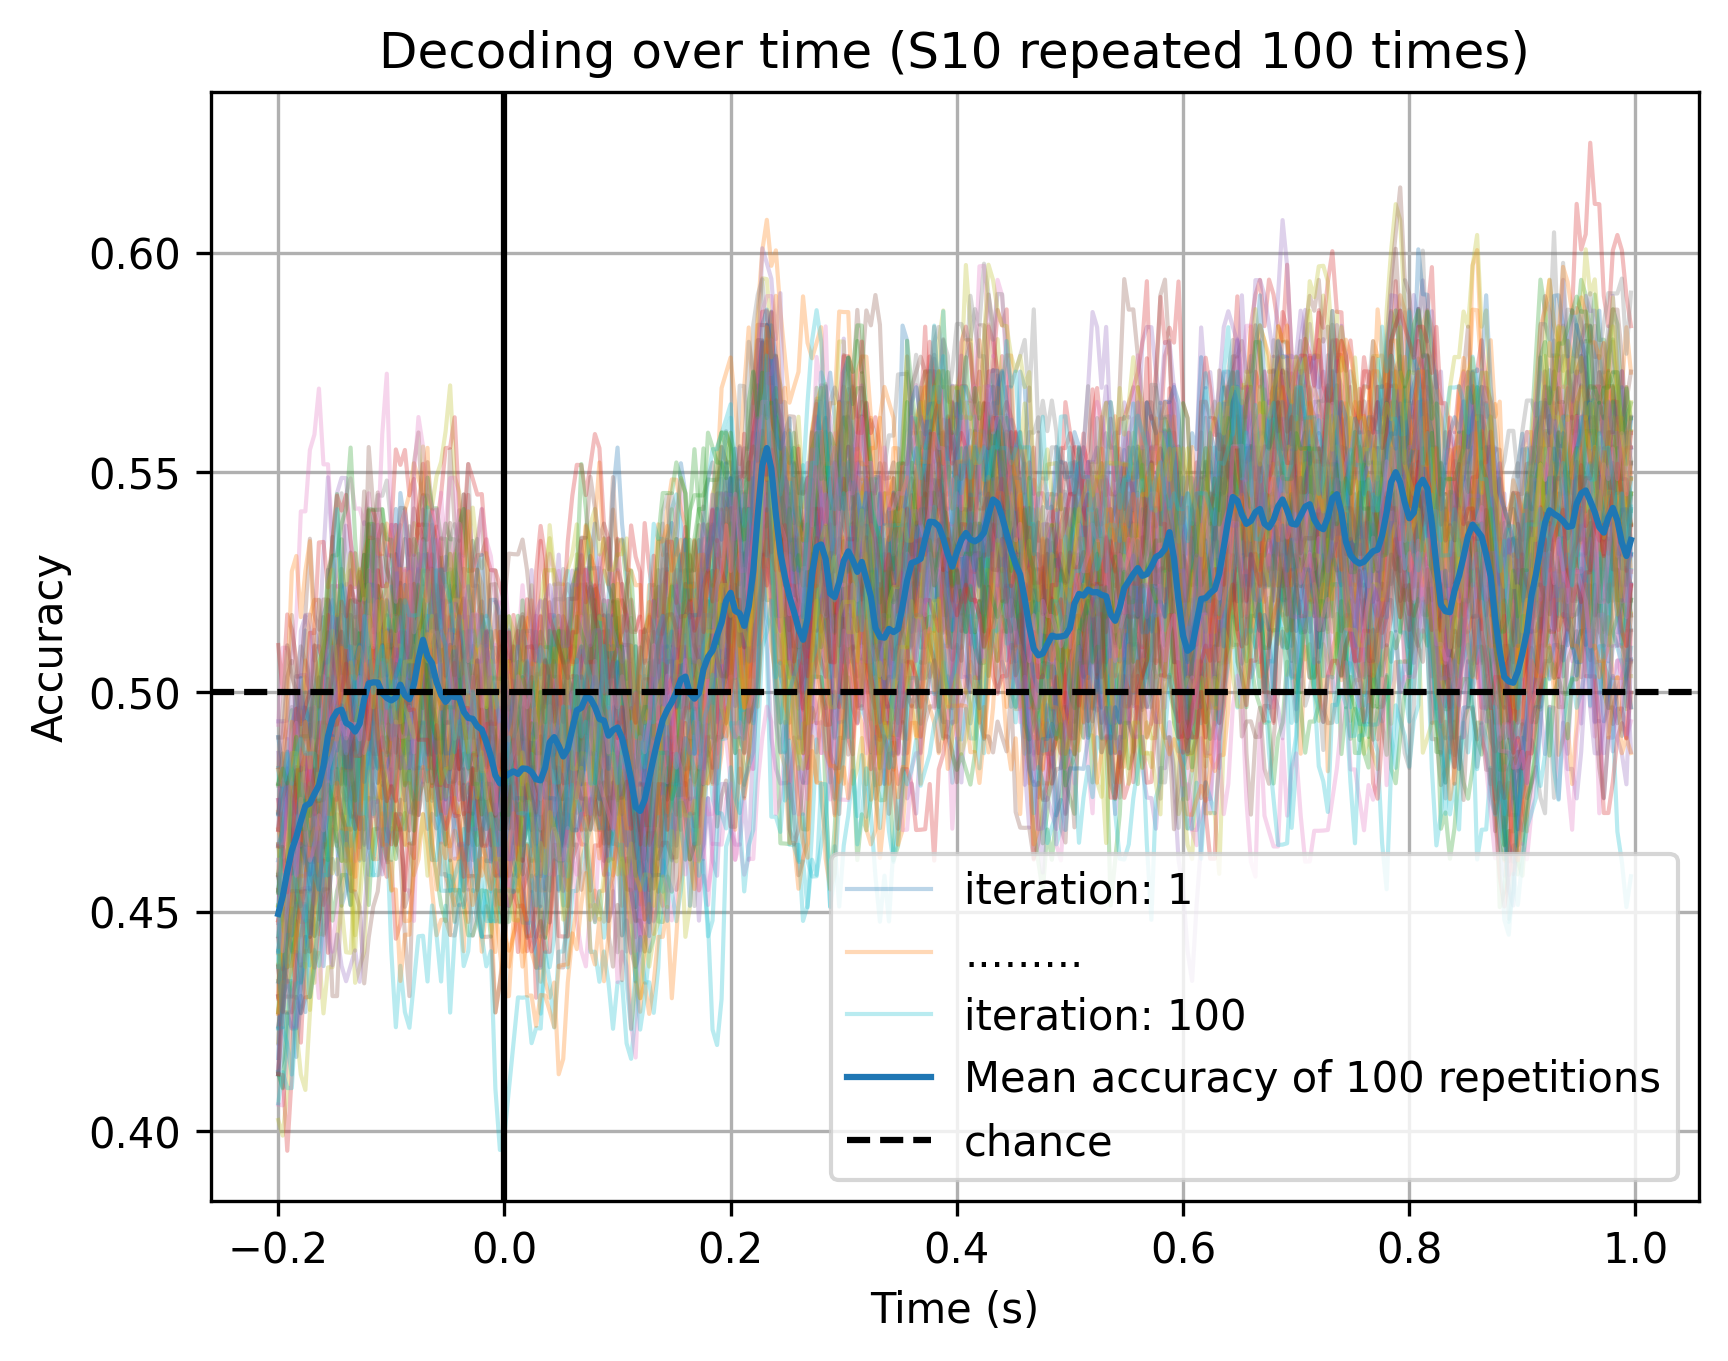 Decoding over time (S10 repeated 100 times)
Accuracy
0.60
0.55
0.50
0.45
0.40
iteration: 1
.........
iteration: 100
Mean accuracy of 100 repetitions
chance
−0.2 0.0 0.2 0.4 0.6 0.8 1.0
Time (s)